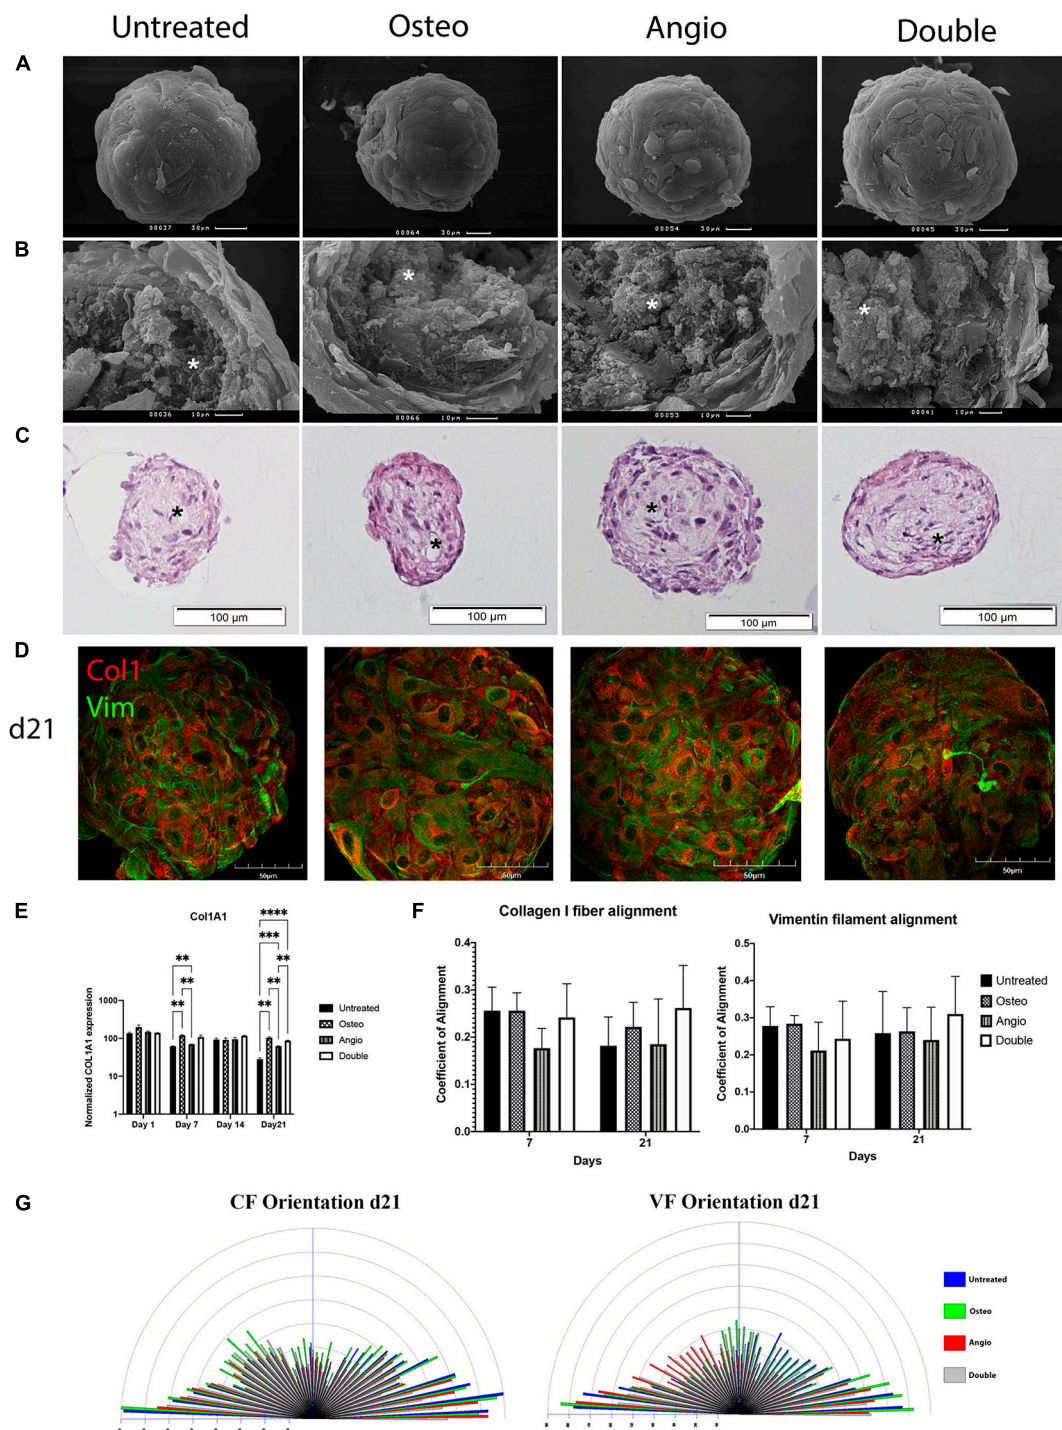 Untreated Osteo Angio Double
A
00037 30µm
00064 30µm
00054 30µm
00045 30µm
B
*
*
*
*
00036 10µm
00066 10µm
00053 10µm
00041 10µm
C
*
*
*
*
100 µm
100 µm
100 µm
100 µm
D
Col1
Vim
d21
50µm
50µm
50µm
50µm
E
Col1A1
****
***
** **
** **
** **
Normalized COL1A1 expression
1000
100
10
1
Day 1 Day 7 Day 14 Day21
Untreated
Osteo
Angio
Double
F
Collagen I fiber alignment
Coefficient of Alignment
0.4
0.3
0.2
0.1
0.0
7 21
Days
Vimentin filament alignment
Coefficient of Alignment
0.5
0.4
0.3
0.2
0.1
0.0
7 21
Days
Untreated
Osteo
Angio
Double
G
CF Orientation d21
VF Orientation d21
Untreated
Osteo
Angio
Double